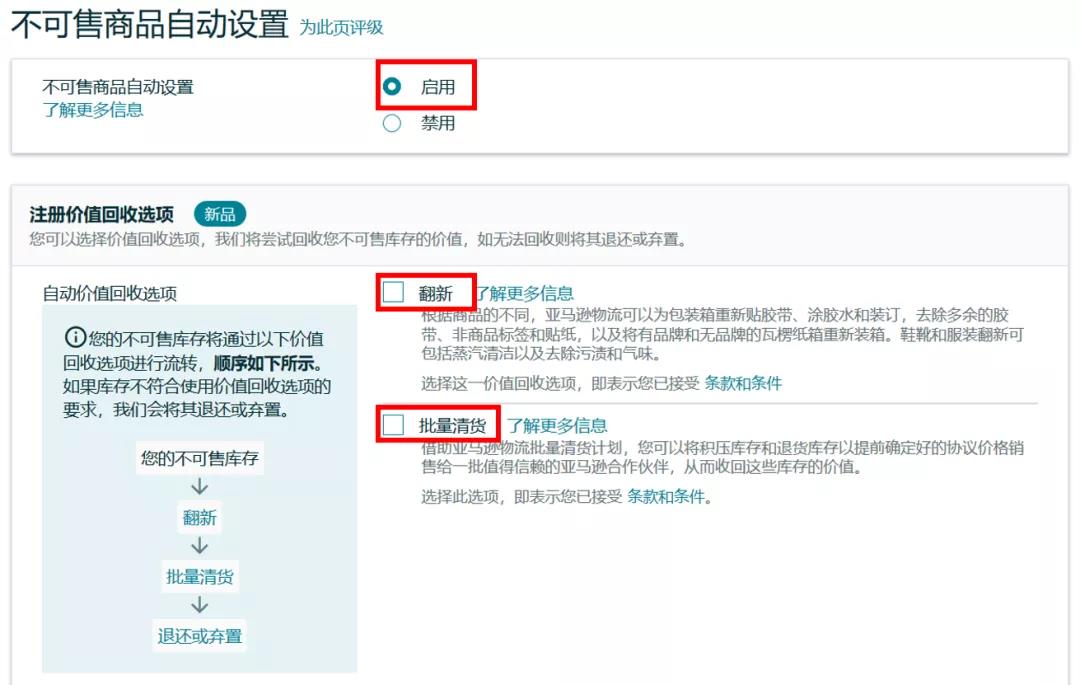 不可售商品自动设置 为此页评级
不可售商品自动设置
了解更多信息
启用
禁用
注册价值回收选项 新品
您可以选择价值回收选项，我们将尝试回收您不可售库存的价值，如无法回收则将其退还或弃置。
自动价值回收选项
您的不可售库存将通过以下价值
回收选项进行流转，顺序如下所示。
如果库存不符合使用价值回收选项的
要求，我们会将其退还或弃置。
您的不可售库存
翻新
批量清货
退还或弃置
翻新 了解更多信息
根据商品的不同，亚马逊物流可以为包装箱重新贴胶带、涂胶水和装订，去除多余的胶
带、非商品标签和贴纸，以及将有品牌和无品牌的瓦楞纸箱重新装箱。鞋靴和服装翻新可
包括蒸汽清洁以及去除污渍和气味。
选择这一价值回收选项，即表示您已接受 条款和条件
批量清货 了解更多信息
借助亚马逊物流批量清货计划，您可以将积压库存和退货库存以提前确定好的协议价格销
售给一批值得信赖的亚马逊合作伙伴，从而收回这些库存的价值。
选择此选项，即表示您已接受 条款和条件。